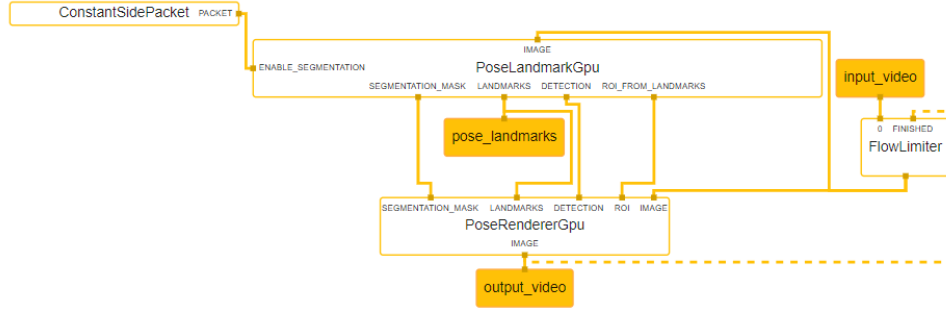 ConstantSidePacket PACKET
IMAGE
ENABLE_SEGMENTATION
PoseLandmarkGpu
SEGMENTATION_MASK LANDMARKS DETECTION ROI_FROM_LANDMARKS
input_video
0 FINISHED
FlowLimiter
pose_landmarks
SEGMENTATION_MASK LANDMARKS DETECTION ROI IMAGE
PoseRendererGpu
IMAGE
output_video